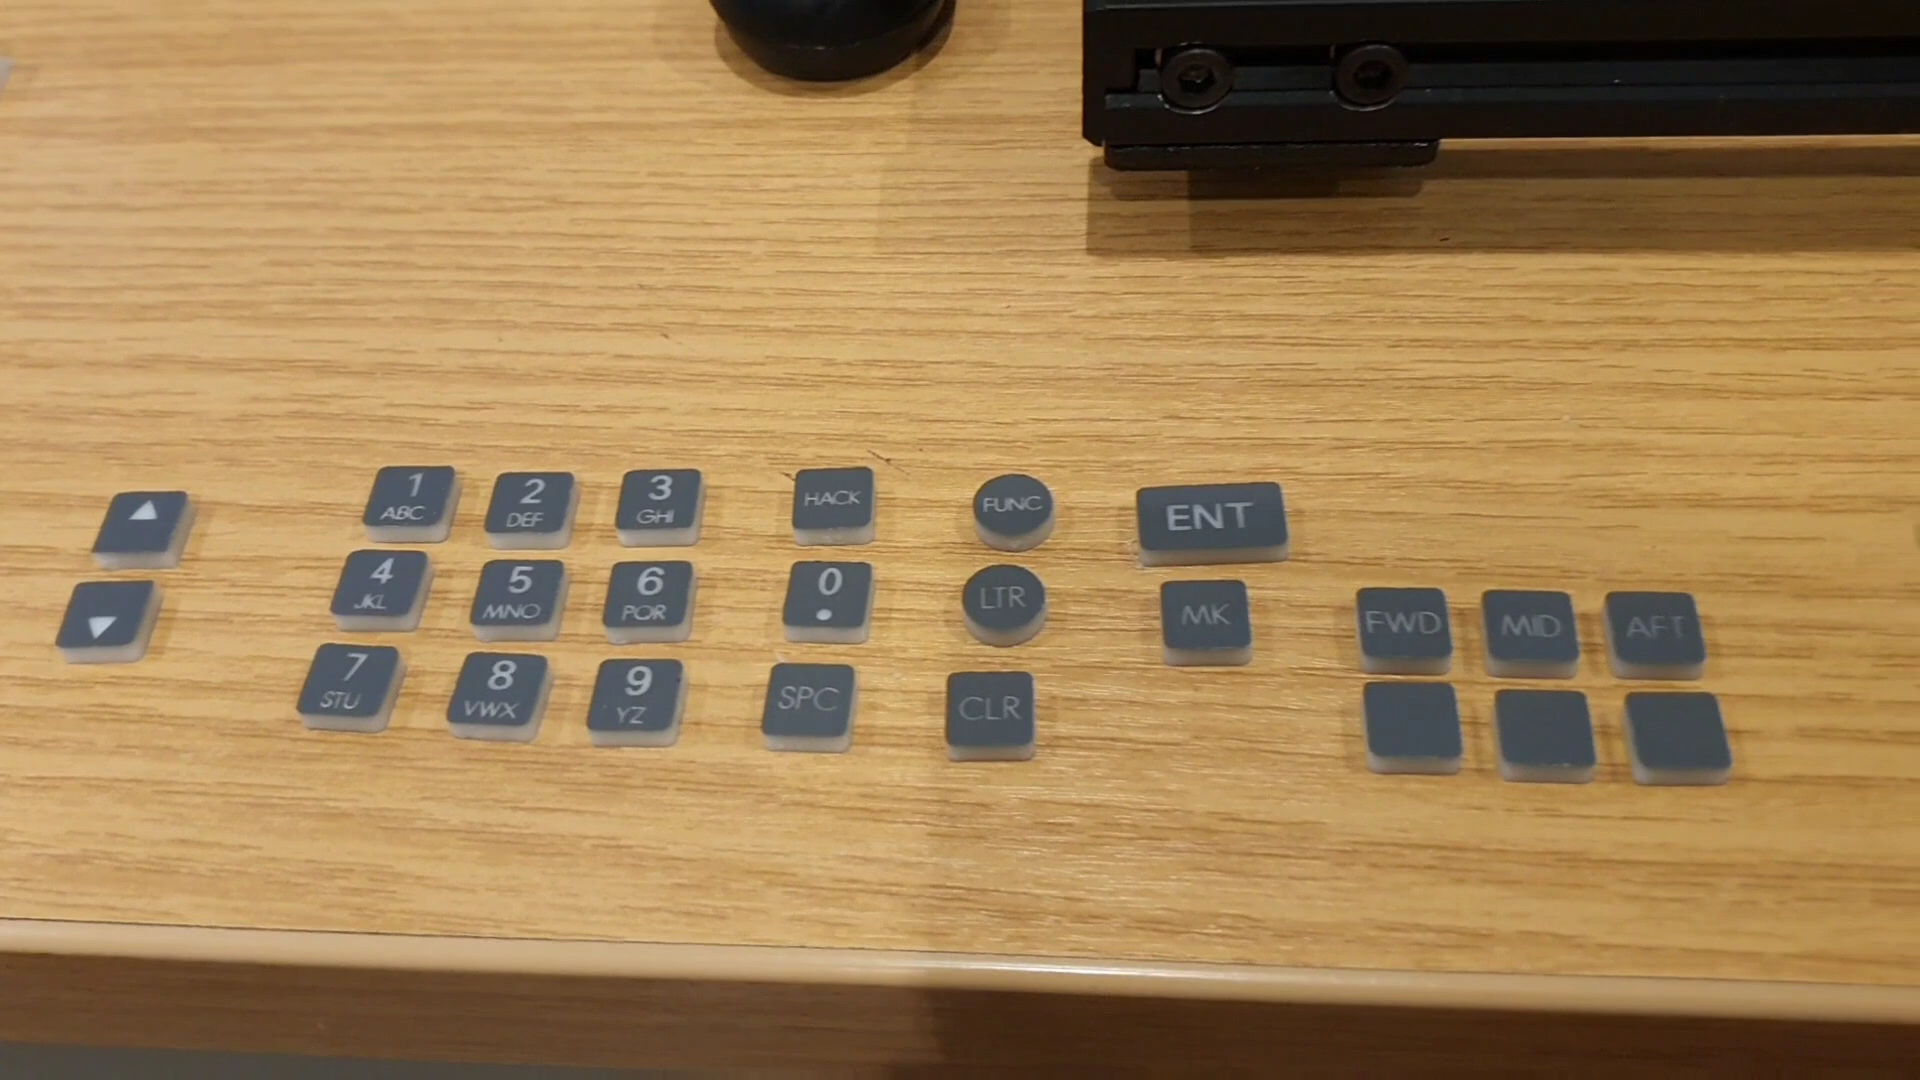 ▲
▼
1
ABC
2
DEF
3
GHI
4
JKL
5
MNO
6
PQR
7
STU
8
VWX
9
YZ
HACK
0
•
SPC
FUNC
LTR
CLR
ENT
MK
FWD
MID
AFT